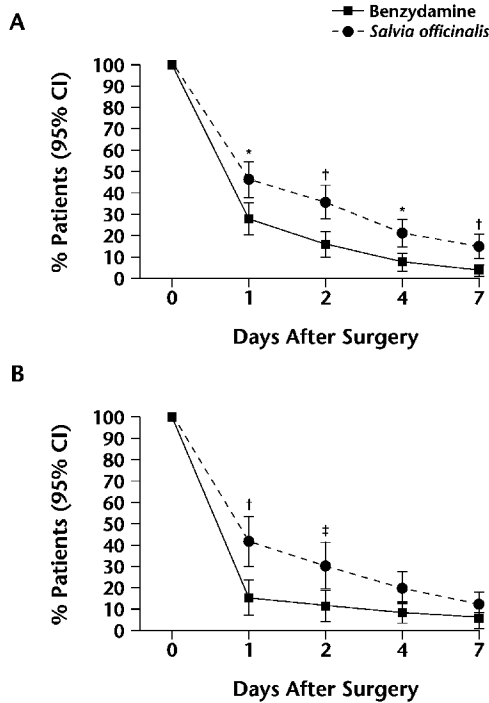 Benzydamine
Salvia officinalis
A
% Patients (95% CI)
100
90
80
70
60
50
40
30
20
10
0
*
†
*
†
0 1 2 4 7
Days After Surgery
B
% Patients (95% CI)
100
90
80
70
60
50
40
30
20
10
0
†
‡
0 1 2 4 7
Days After Surgery